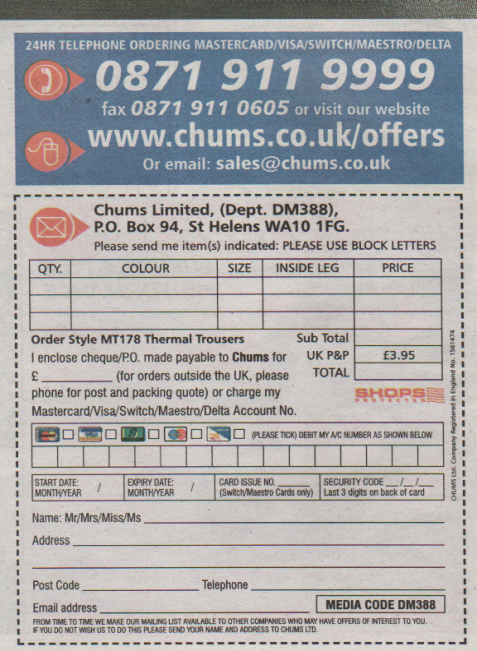 24HR TELEPHONE ORDERING MASTERCARD/VISA/SWITCH/MAESTRO/DELTA
0871 911 9999
fax 0871 911 0605 or visit our website
www.chums.co.uk/offers
Or email: sales@chums.co.uk
Chums Limited, (Dept. DM388),
P.O. Box 94, St Helens WA10 1FG.
Please send me item(s) indicated: PLEASE USE BLOCK LETTERS
QTY. COLOUR SIZE INSIDE LEG PRICE
Order Style MT178 Thermal Trousers Sub Total
I enclose cheque/P.O. made payable to Chums for UK P&P £3.95
£ ________ (for orders outside the UK, please TOTAL
phone for post and packing quote) or charge my
SHOPS
PROTECTED
Mastercard/Visa/Switch/Maestro/Delta Account No.
(PLEASE TICK) DEBIT MY A/C NUMBER AS SHOWN BELOW
START DATE: MONTH/YEAR / EXPIRY DATE: MONTH/YEAR / CARD ISSUE NO. ______ (Switch/Maestro Cards only) SECURITY CODE __/__/__ Last 3 digits on back of card
Name: Mr/Mrs/Miss/Ms
Address
Post Code Telephone
Email address MEDIA CODE DM388
FROM TIME TO TIME WE MAKE OUR MAILING LIST AVAILABLE TO OTHER COMPANIES WHO MAY HAVE OFFERS OF INTEREST TO YOU.
IF YOU DO NOT WISH US TO DO THIS PLEASE SEND YOUR NAME AND ADDRESS TO CHUMS LTD.
CHUMS Ltd. Company Registered in England No. 1561474